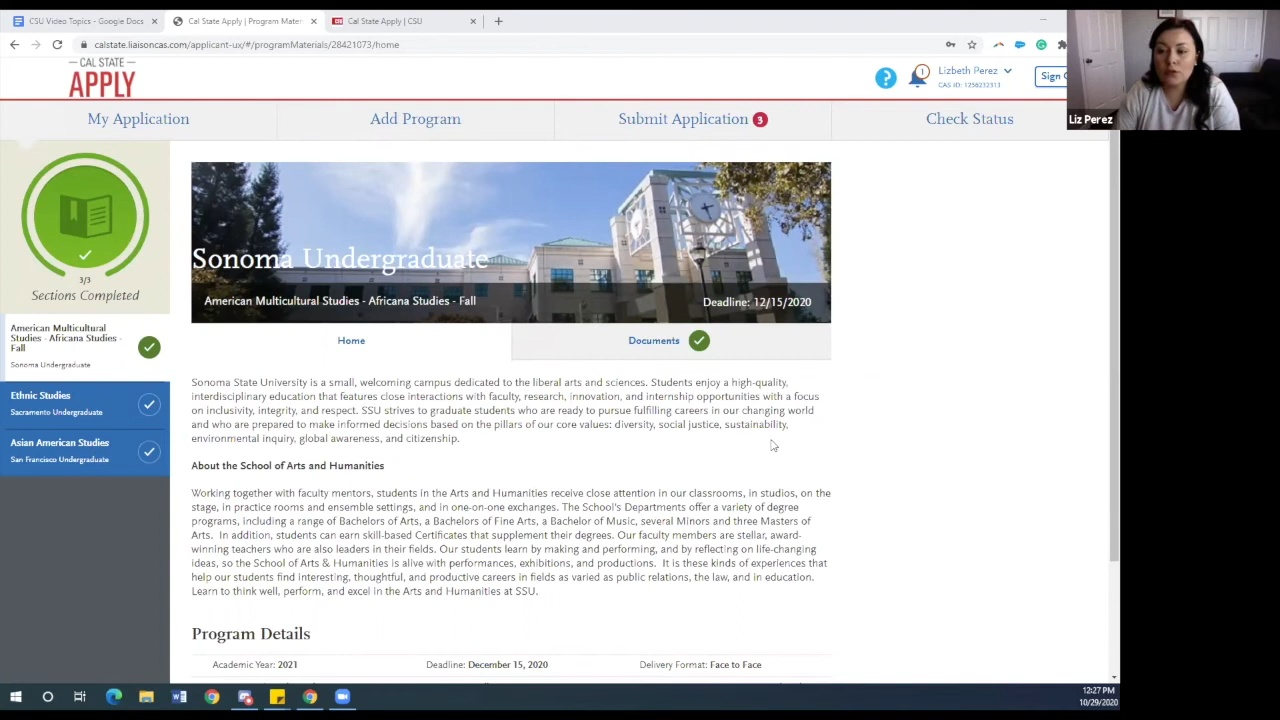 CSU Video Topics - Google Docs
Cal State Apply | Program Mater
Cal State Apply | CSU
calstate.liaisoncas.com/applicant-ux/#/programMaterials/28421073/home
— CAL STATE —
APPLY
?
1
Lizbeth Perez
CAS ID: 1256232313
Sign
Liz Perez
My Application
Add Program
Submit Application 3
Check Status
3/3
Sections Completed
American Multicultural
Studies - Africana Studies -
Fall
Sonoma Undergraduate
Ethnic Studies
Sacramento Undergraduate
Asian American Studies
San Francisco Undergraduate
Sonoma Undergraduate
American Multicultural Studies - Africana Studies - Fall
Deadline: 12/15/2020
Home
Documents
Sonoma State University is a small, welcoming campus dedicated to the liberal arts and sciences. Students enjoy a high-quality,
interdisciplinary education that features close interactions with faculty, research, innovation, and internship opportunities with a focus
on inclusivity, integrity, and respect. SSU strives to graduate students who are ready to pursue fulfilling careers in our changing world
and who are prepared to make informed decisions based on the pillars of our core values: diversity, social justice, sustainability,
environmental inquiry, global awareness, and citizenship.
About the School of Arts and Humanities
Working together with faculty mentors, students in the Arts and Humanities receive close attention in our classrooms, in studios, on the
stage, in practice rooms and ensemble settings, and in one-on-one exchanges. The School's Departments offer a variety of degree
programs, including a range of Bachelors of Arts, a Bachelors of Fine Arts, a Bachelor of Music, several Minors and three Masters of
Arts. In addition, students can earn skill-based Certificates that supplement their degrees. Our faculty members are stellar, award-
winning teachers who are also leaders in their fields. Our students learn by making and performing, and by reflecting on life-changing
ideas, so the School of Arts & Humanities is alive with performances, exhibitions, and productions. It is these kinds of experiences that
help our students find interesting, thoughtful, and productive careers in fields as varied as public relations, the law, and in education.
Learn to think well, perform, and excel in the Arts and Humanities at SSU.
Program Details
Academic Year: 2021
Deadline: December 15, 2020
Delivery Format: Face to Face
12:27 PM
10/29/2020